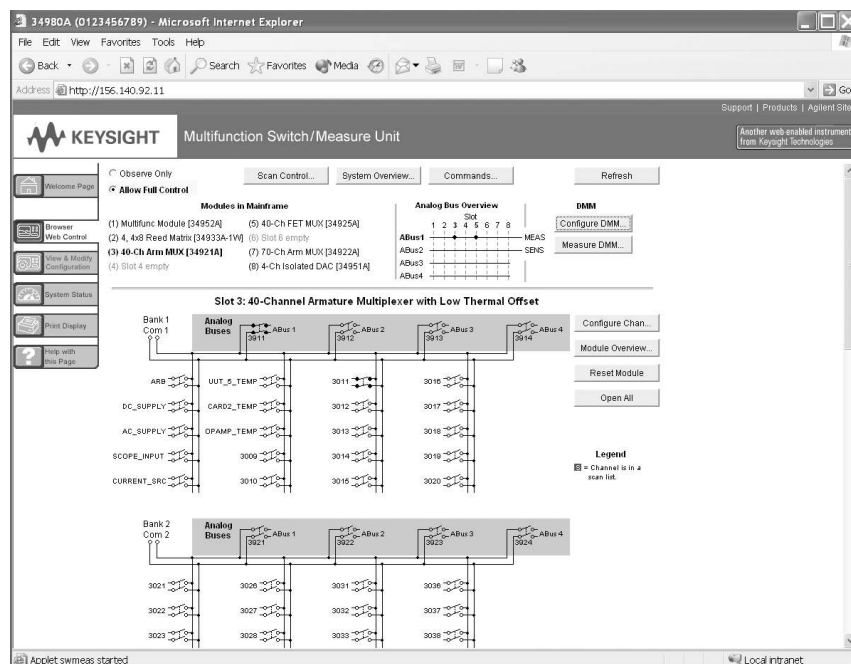 34980A (0123456789) - Microsoft Internet Explorer
File Edit View Favorites Tools Help
Back Search Favorites Media
Address http://156.140.92.11 Go
Support | Products | Agilent Site
KEYSIGHT Multifunction Switch/Measure Unit
Another web-enabled instrument
from Keysight Technologies
Welcome Page
Browser
Web Control
View & Modify
Configuration
System Status
Print Display
Help with
this Page
Observe Only
Allow Full Control
Scan Control... System Overview... Commands... Refresh
Modules in Mainframe
(1) Multifunc Module [34952A] (5) 40-Ch FET MUX [34925A]
(2) 4, 4x8 Reed Matrix [34933A-1W] (6) Slot 6 empty
(3) 40-Ch Arm MUX [34921A] (7) 70-Ch Arm MUX [34922A]
(4) Slot 4 empty (8) 4-Ch Isolated DAC [34951A]
Analog Bus Overview
Slot
1 2 3 4 5 6 7 8
ABus1 MEAS
ABus2 SENS
ABus3
ABus4
DMM
Configure DMM...
Measure DMM...
Slot 3: 40-Channel Armature Multiplexer with Low Thermal Offset
Bank 1
Com 1
Analog
Buses
ABus 1 ABus 2 ABus 3 ABus 4
3911 3912 3913 3914
ARB UUT_5_TEMP 3011 3016
DC_SUPPLY CARD2_TEMP 3012 3017
AC_SUPPLY OPAMP_TEMP 3013 3018
SCOPE_INPUT 3009 3014 3019
CURRENT_SRC 3010 3015 3020
Configure Chan...
Module Overview...
Reset Module
Open All
Legend
S = Channel is in a
scan list.
Bank 2
Com 2
Analog
Buses
ABus 1 ABus 2 ABus 3 ABus 4
3921 3922 3923 3924
3021 3026 3031 3036
3022 3027 3032 3037
3023 3028 3033 3038
Applet swmeas started Local intranet